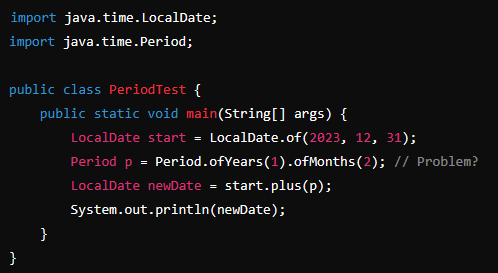 import java.time.LocalDate;
import java.time.Period;
public class PeriodTest {
public static void main(String[] args) {
LocalDate start = LocalDate.of(2023, 12, 31);
Period p = Period.ofYears(1).ofMonths(2); // Problem?
LocalDate newDate = start.plus(p);
System.out.println(newDate);
}
}